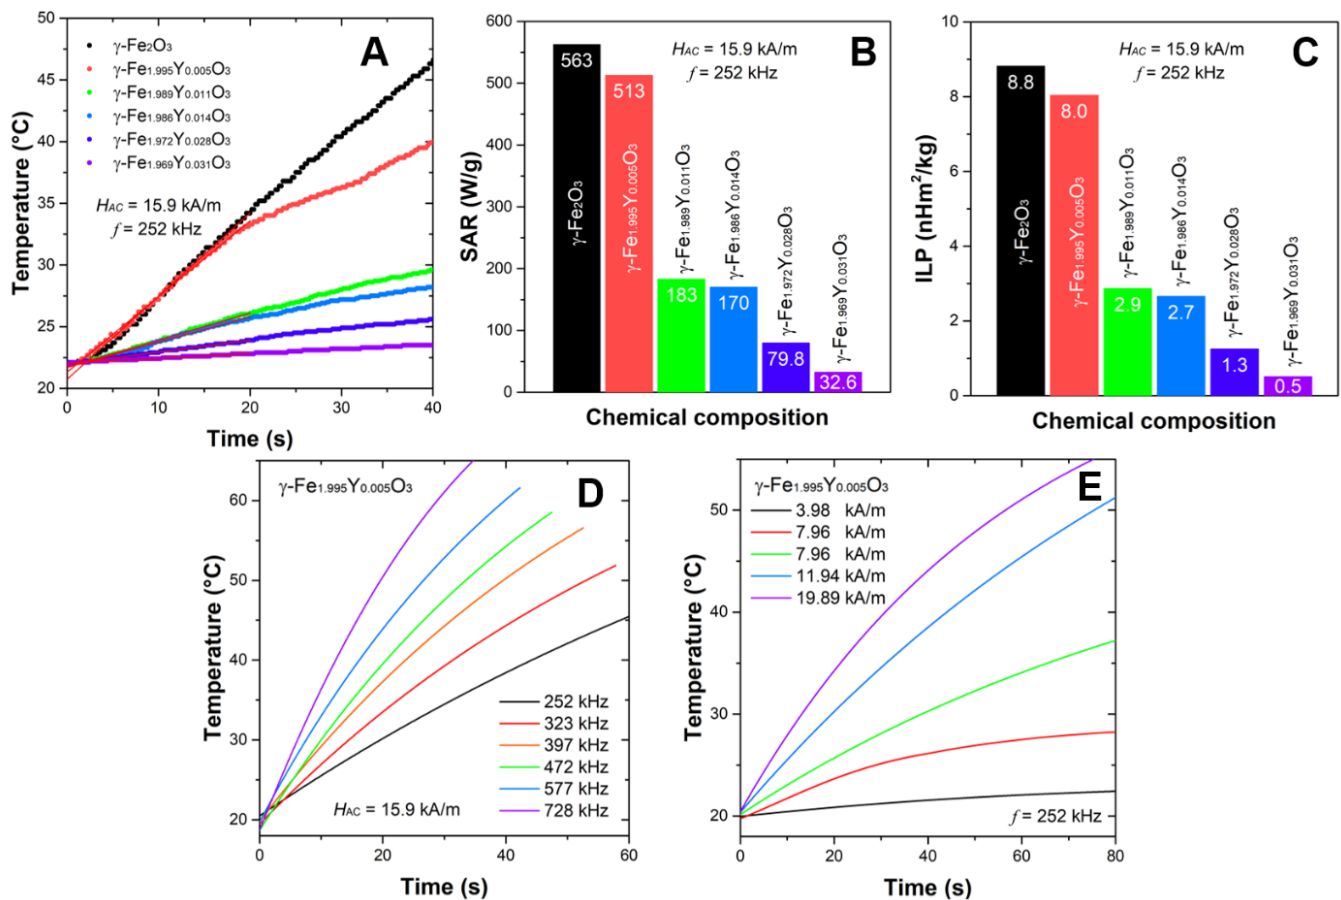 A
γ-Fe2O3
γ-Fe1.995Y0.005O3
γ-Fe1.989Y0.011O3
γ-Fe1.986Y0.014O3
γ-Fe1.972Y0.028O3
γ-Fe1.969Y0.031O3
HAC = 15.9 kA/m
f = 252 kHz
Temperature (°C)
50
45
40
35
30
25
20
0
10
20
30
40
Time (s)
B
HAC = 15.9 kA/m
f = 252 kHz
SAR (W/g)
600
500
400
300
200
100
0
563
γ-Fe2O3
513
γ-Fe1.995Y0.005O3
183
γ-Fe1.989Y0.011O3
170
γ-Fe1.986Y0.014O3
79.8
γ-Fe1.972Y0.028O3
32.6
γ-Fe1.969Y0.031O3
Chemical composition
C
HAC = 15.9 kA/m
f = 252 kHz
ILP (nHm2/kg)
10
8
6
4
2
0
8.8
γ-Fe2O3
8.0
γ-Fe1.995Y0.005O3
2.9
γ-Fe1.989Y0.011O3
2.7
γ-Fe1.986Y0.014O3
1.3
γ-Fe1.972Y0.028O3
0.5
γ-Fe1.969Y0.031O3
Chemical composition
D
γ-Fe1.995Y0.005O3
Temperature (°C)
60
50
40
30
20
252 kHz
323 kHz
397 kHz
472 kHz
577 kHz
728 kHz
HAC = 15.9 kA/m
0
20
40
60
Time (s)
E
γ-Fe1.995Y0.005O3
3.98 kA/m
7.96 kA/m
7.96 kA/m
11.94 kA/m
19.89 kA/m
Temperature (°C)
50
40
30
20
f = 252 kHz
0
20
40
60
80
Time (s)